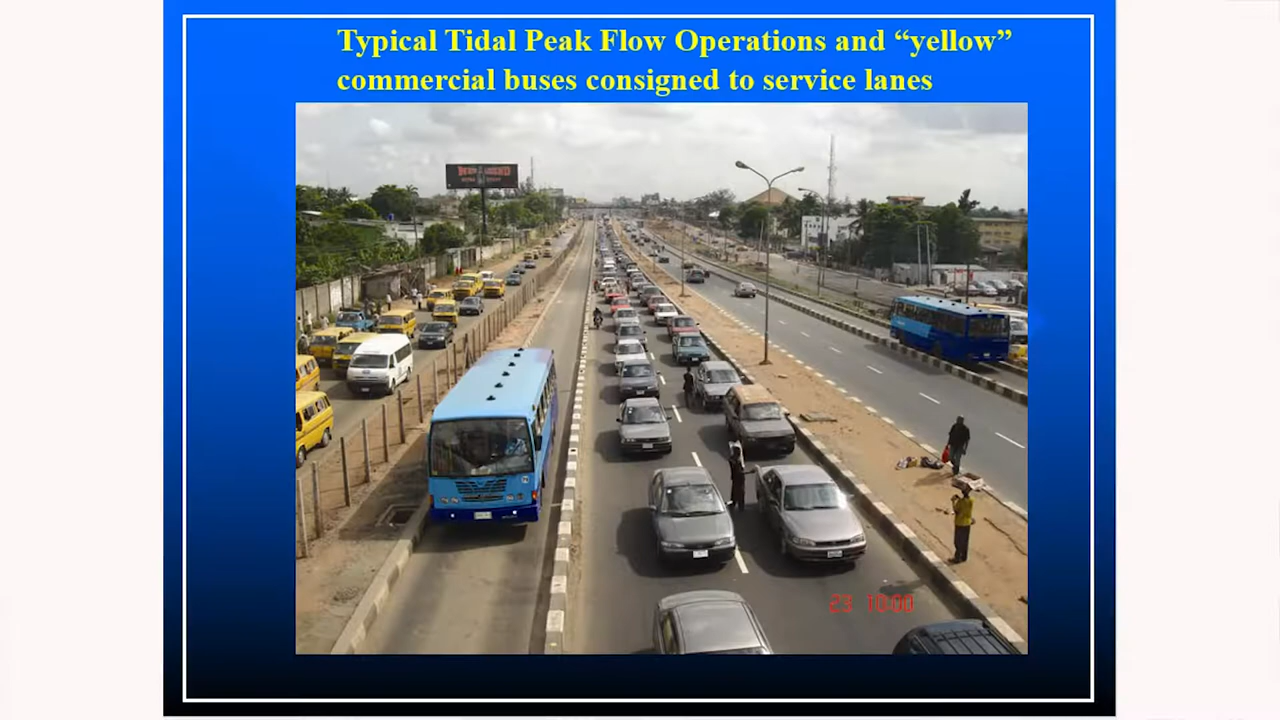 Typical Tidal Peak Flow Operations and “yellow”
commercial buses consigned to service lanes
23 10:00